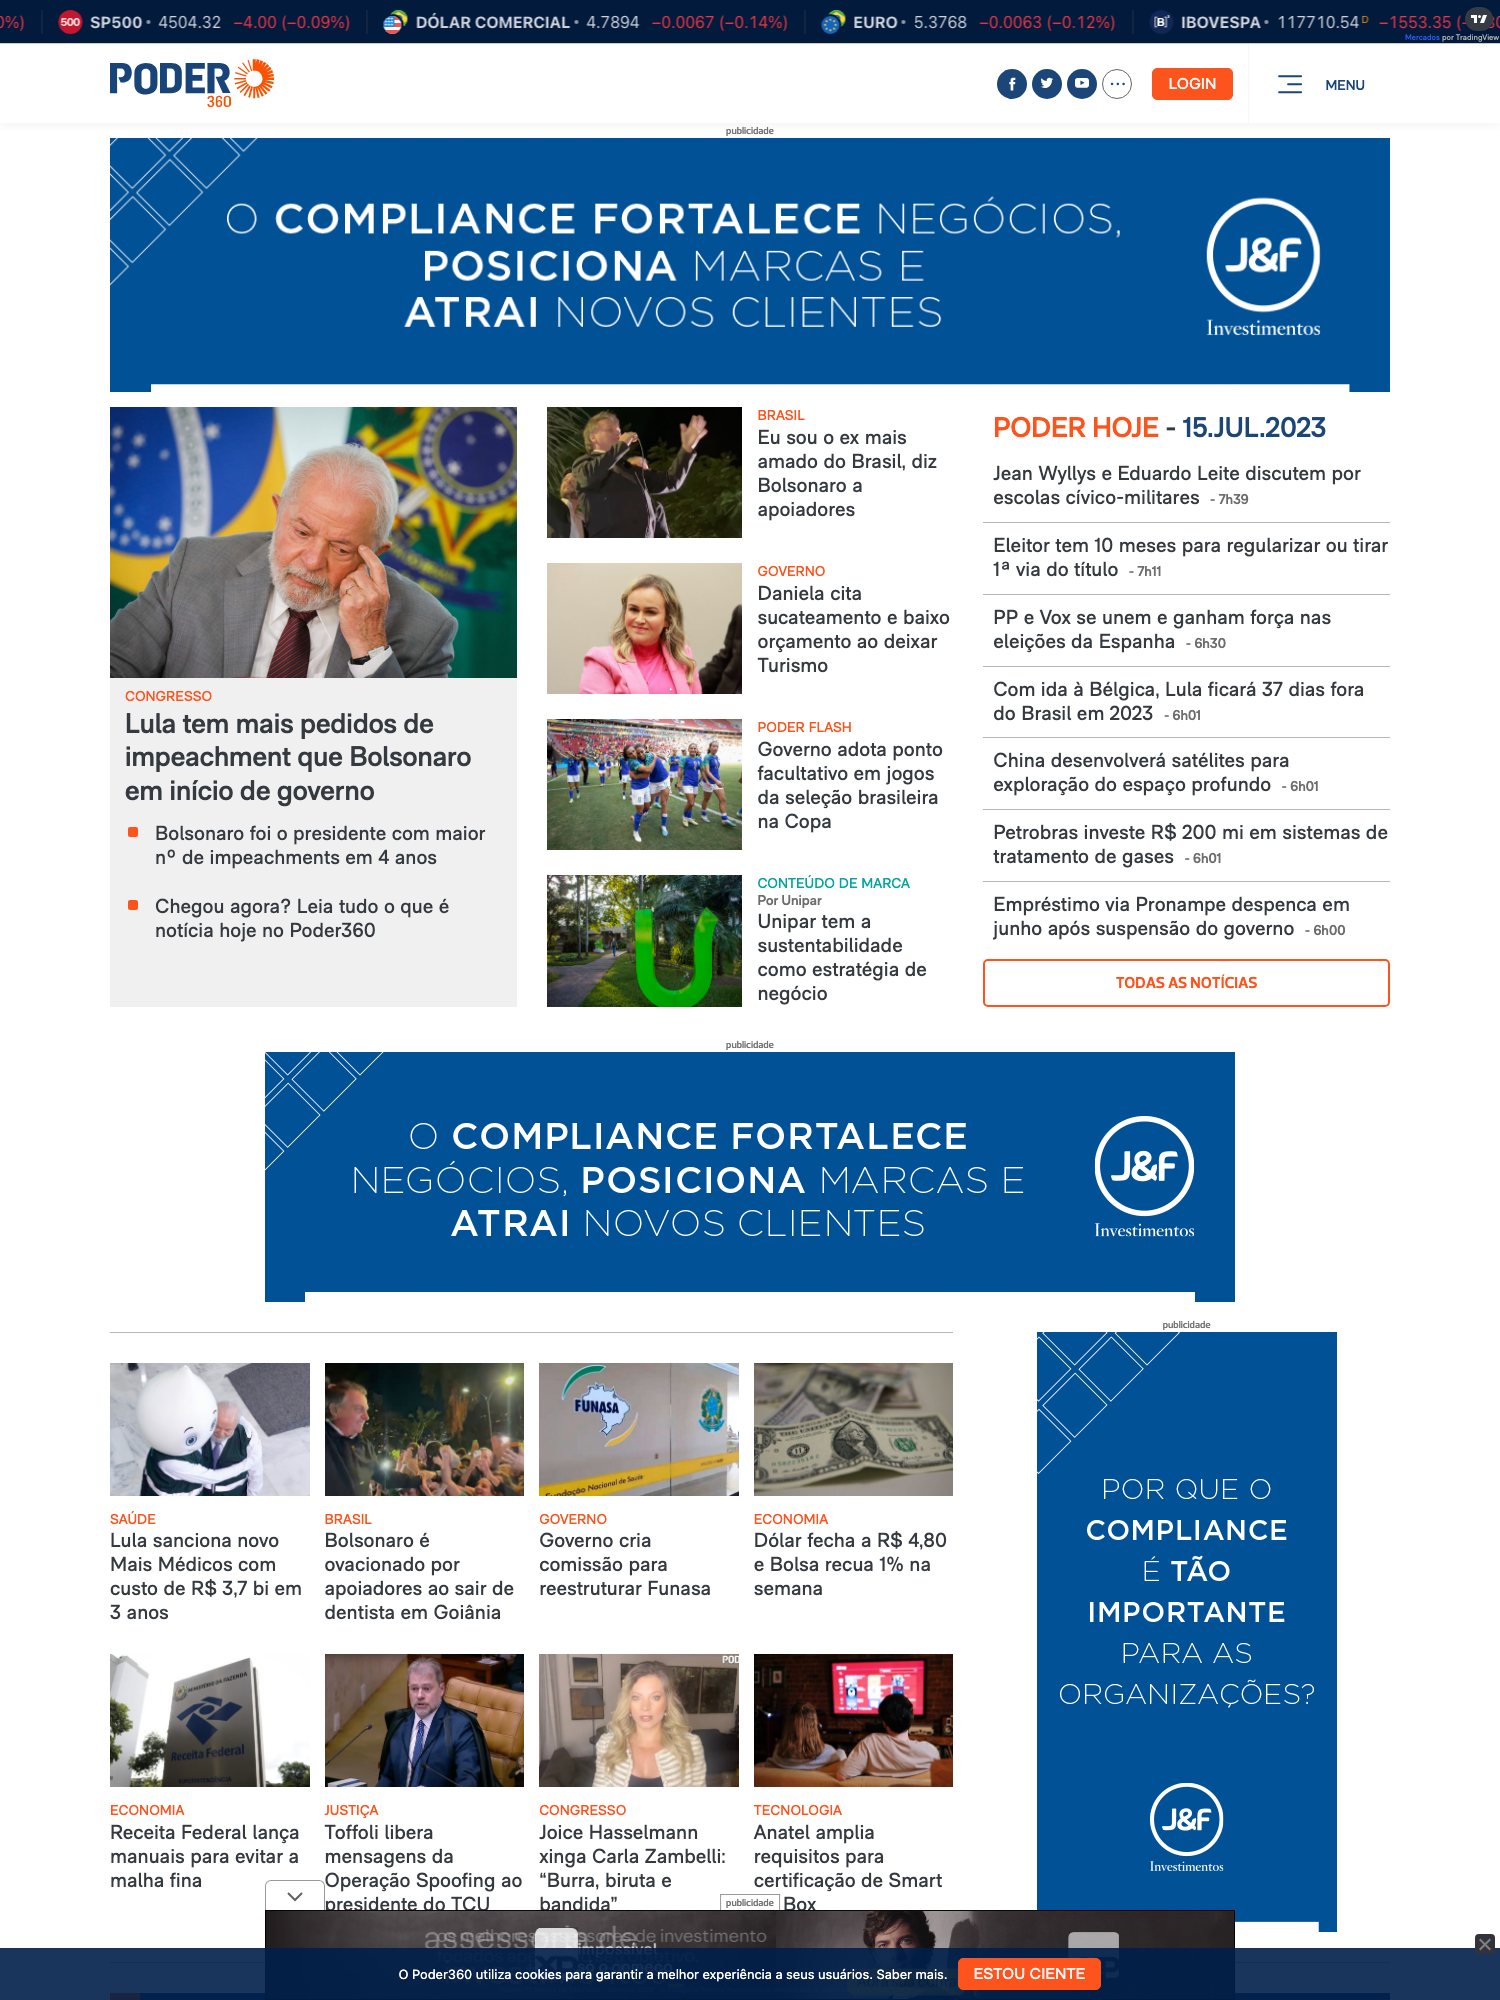 0%)
500 SP500 • 4504.32 −4.00 (−0.09%)
DÓLAR COMERCIAL • 4.7894 −0.0067 (−0.14%)
EURO • 5.3768 −0.0063 (−0.12%)
IBOVESPA • 117710.54 D −1553.35
Mercados por TradingView
PODER
360
LOGIN
MENU
publicidade
O COMPLIANCE FORTALECE NEGÓCIOS,
POSICIONA MARCAS E
ATRAI NOVOS CLIENTES
J&F
Investimentos
CONGRESSO
Lula tem mais pedidos de
impeachment que Bolsonaro
em início de governo
Bolsonaro foi o presidente com maior
nº de impeachments em 4 anos
Chegou agora? Leia tudo o que é
notícia hoje no Poder360
BRASIL
Eu sou o ex mais
amado do Brasil, diz
Bolsonaro a
apoiadores
GOVERNO
Daniela cita
sucateamento e baixo
orçamento ao deixar
Turismo
PODER FLASH
Governo adota ponto
facultativo em jogos
da seleção brasileira
na Copa
CONTEÚDO DE MARCA
Por Unipar
Unipar tem a
sustentabilidade
como estratégia de
negócio
PODER HOJE - 15.JUL.2023
Jean Wyllys e Eduardo Leite discutem por
escolas cívico-militares - 7h39
Eleitor tem 10 meses para regularizar ou tirar
1ª via do título - 7h11
PP e Vox se unem e ganham força nas
eleições da Espanha - 6h30
Com ida à Bélgica, Lula ficará 37 dias fora
do Brasil em 2023 - 6h01
China desenvolverá satélites para
exploração do espaço profundo - 6h01
Petrobras investe R$ 200 mi em sistemas de
tratamento de gases - 6h01
Empréstimo via Pronampe despenca em
junho após suspensão do governo - 6h00
TODAS AS NOTÍCIAS
publicidade
O COMPLIANCE FORTALECE
NEGÓCIOS, POSICIONA MARCAS E
ATRAI NOVOS CLIENTES
J&F
Investimentos
publicidade
POR QUE O
COMPLIANCE
É TÃO
IMPORTANTE
PARA AS
ORGANIZAÇÕES?
J&F
Investimentos
FUNASA
Fundação Nacional de Saúde
SAÚDE
Lula sanciona novo
Mais Médicos com
custo de R$ 3,7 bi em
3 anos
BRASIL
Bolsonaro é
ovacionado por
apoiadores ao sair de
dentista em Goiânia
GOVERNO
Governo cria
comissão para
reestruturar Funasa
ECONOMIA
Dólar fecha a R$ 4,80
e Bolsa recua 1% na
semana
MINISTÉRIO DA FAZENDA
Receita Federal
POD
ECONOMIA
Receita Federal lança
manuais para evitar a
malha fina
JUSTIÇA
Toffoli libera
mensagens da
Operação Spoofing ao
presidente do TCU
CONGRESSO
Joice Hasselmann
xinga Carla Zambelli:
“Burra, biruta e
bandida”
TECNOLOGIA
Anatel amplia
requisitos para
certificação de Smart
Box
publicidade
os melhores assessores de investimento
impossível
O Poder360 utiliza cookies para garantir a melhor experiência a seus usuários. Saber mais.
ESTOU CIENTE